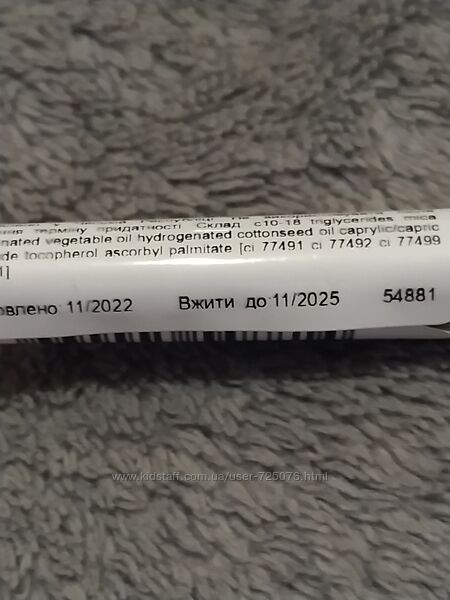 терміну придатності Склад c10-18 triglycerides mica
nated vegetable oil hydrogenated cottonseed oil caprylic/capric
de tocopherol ascorbyl palmitate [ci 77491 ci 77492 ci 77499
1]
овлено: 11/2022 Вжити до: 11/2025 54881
www.kidstaff.com.ua/user-725076.html